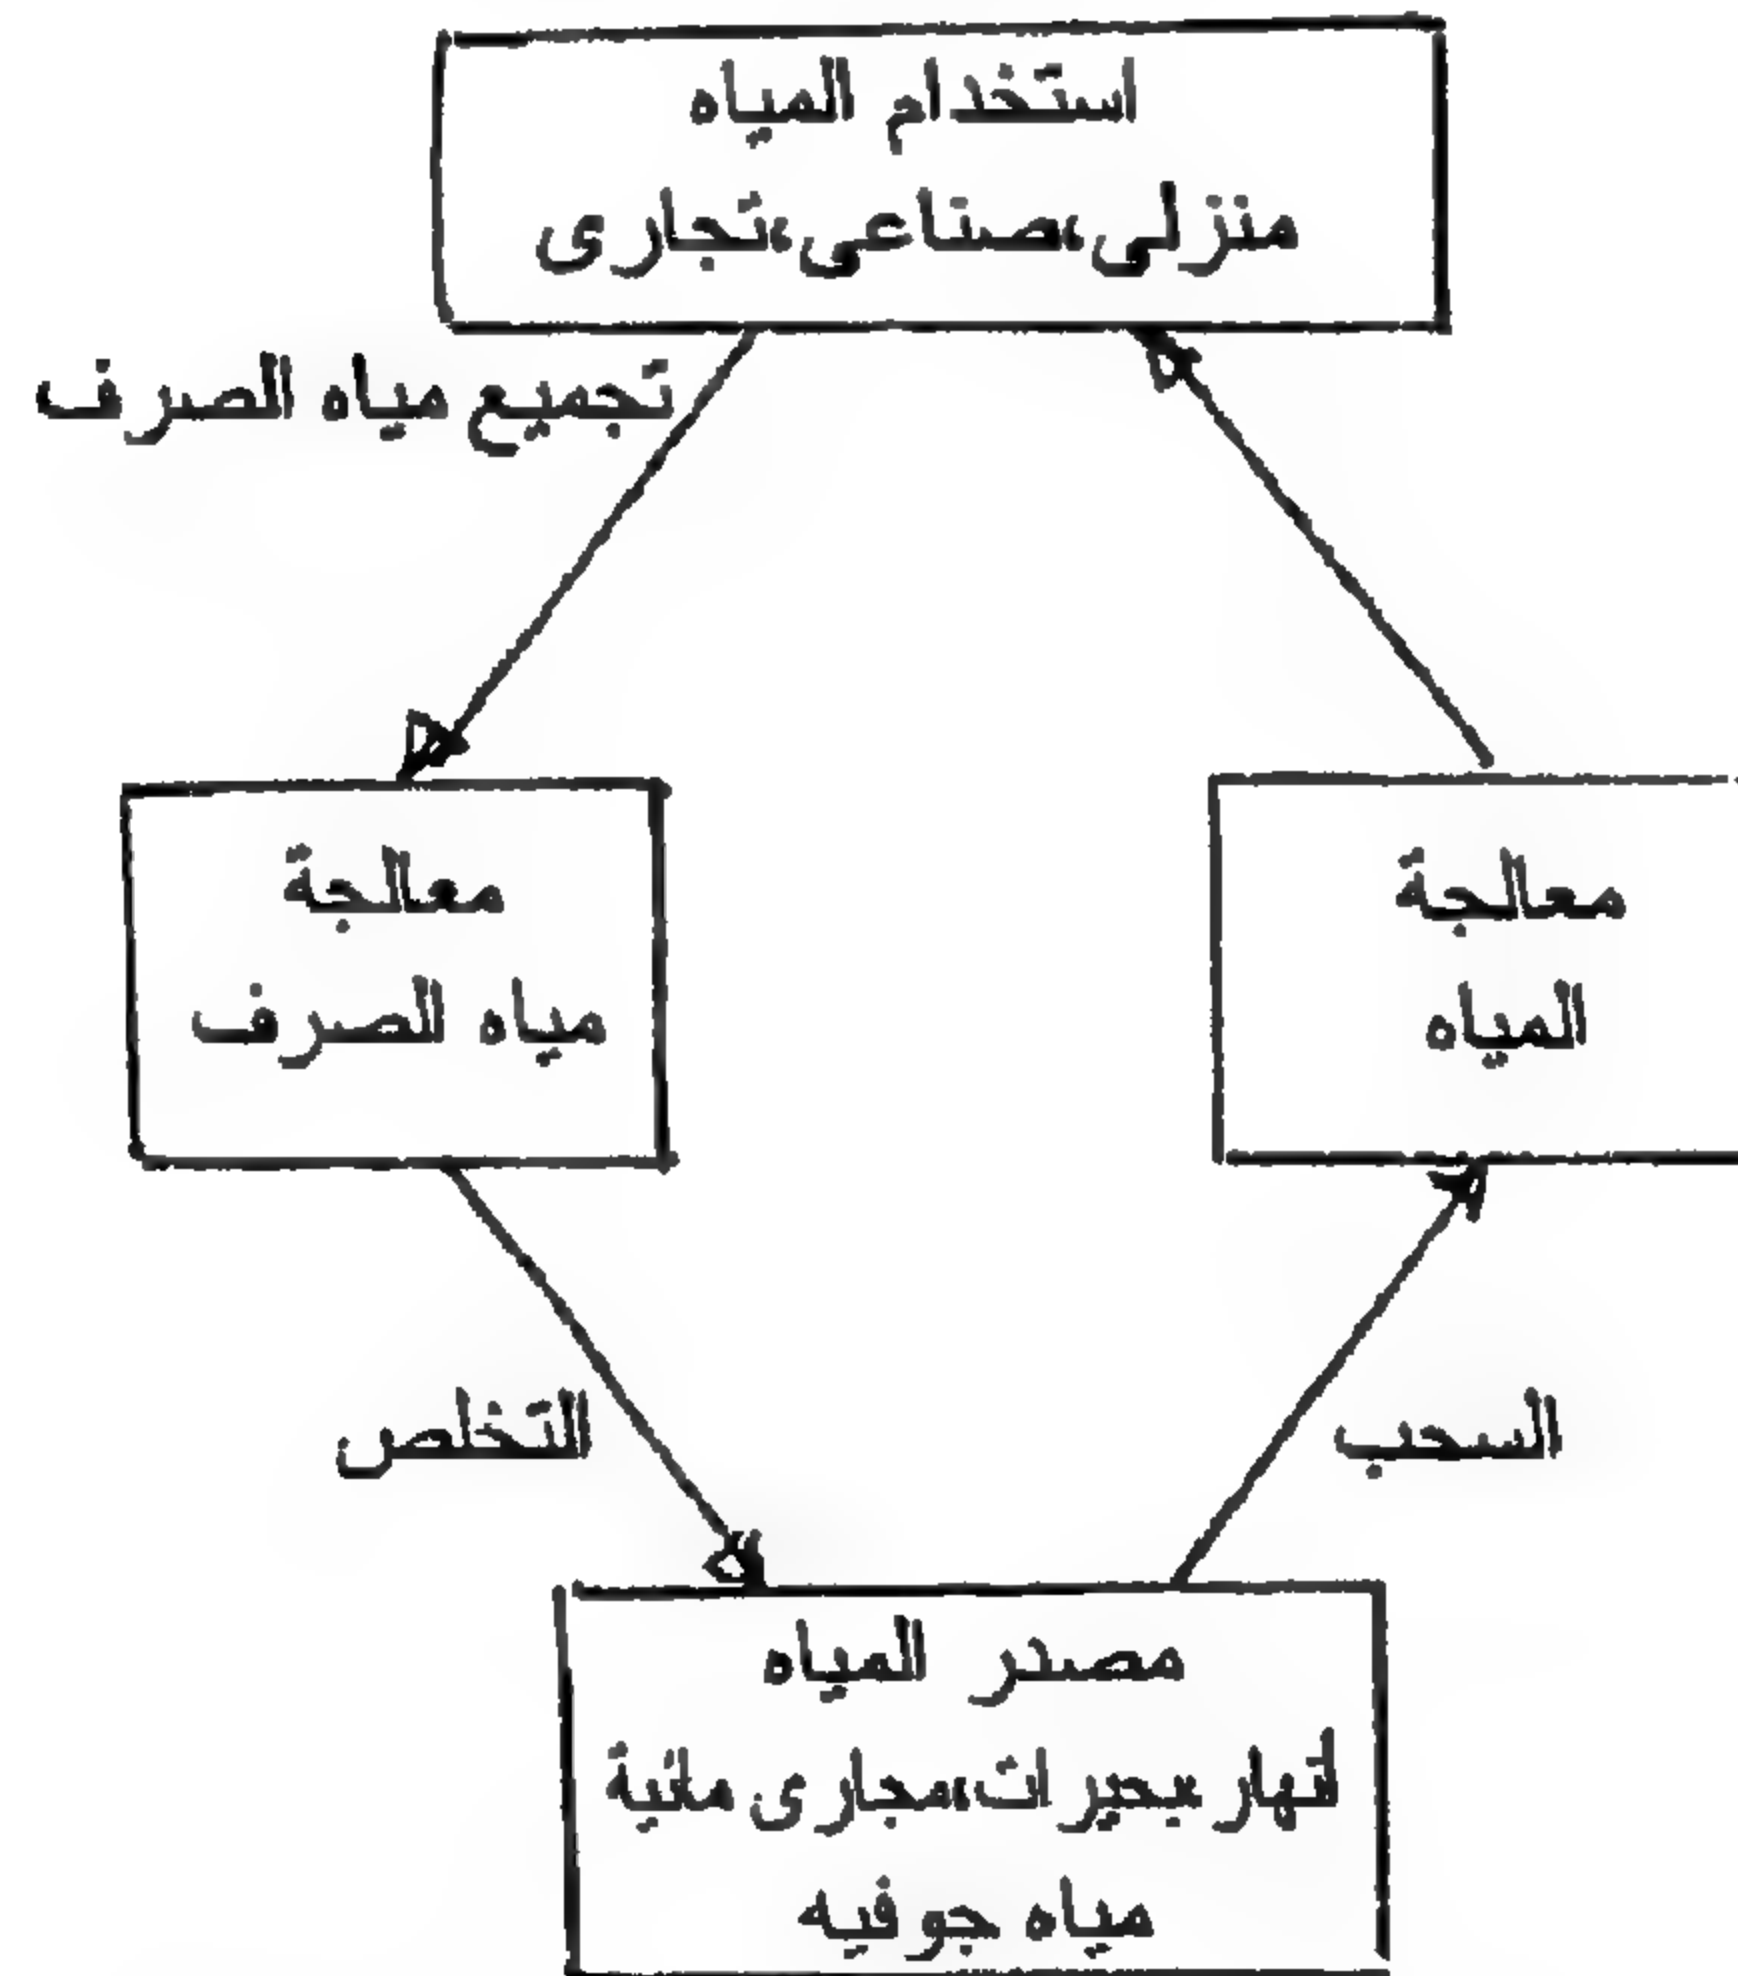 استخدام المياه
منزلى،صناعى،تجارى
تجميع مياه الصرف
معالجة
المياه
معالجة
مياه الصرف
السحب
التخلص
مصدر المياه
أنهار،بحيرات،مجارى مائية
مياه جوفيه